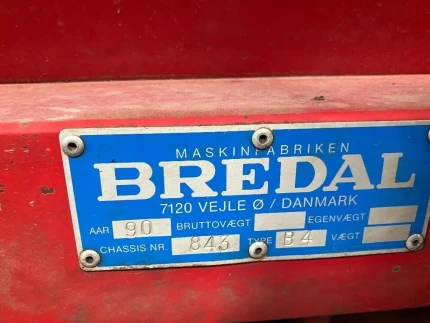 MASKINFABRIKEN
BREDAL
7120 VEJLE Ø / DANMARK
AAR 90 BRUTTOVÆGT EGENVÆGT
CHASSIS NR. 843 TYPE B4 VÆGT